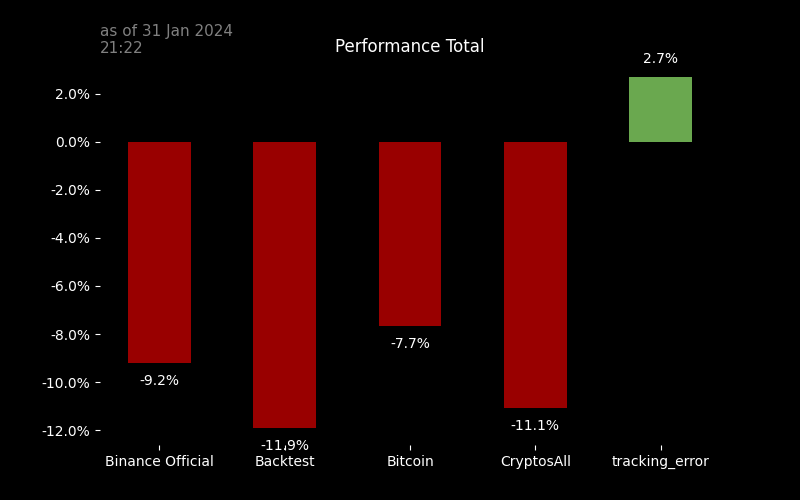 as of 31 Jan 2024
21:22
Performance Total
2.7%
2.0%
0.0%
-2.0%
-4.0%
-6.0%
-8.0%
-10.0%
-12.0%
-9.2%
-11.9%
-7.7%
-11.1%
Binance Official
Backtest
Bitcoin
CryptosAll
tracking_error